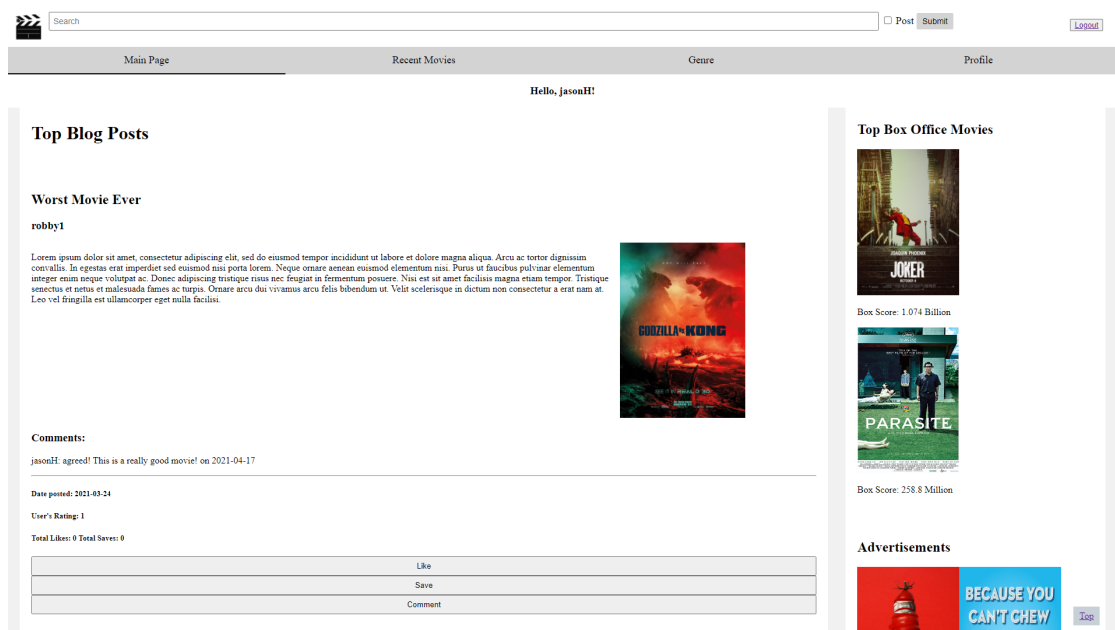 Search
Post
Submit
Logout
Main Page
Recent Movies
Genre
Profile
Hello, jasonH!
Top Blog Posts
Worst Movie Ever
robby1
Lorem ipsum dolor sit amet, consectetur adipiscing elit, sed do eiusmod tempor incididunt ut labore et dolore magna aliqua. Arcu ac tortor dignissim
convallis. In egestas erat imperdiet sed euismod nisi porta lorem. Neque ornare aenean euismod elementum nisi. Purus ut faucibus pulvinar elementum
integer enim neque volutpat ac. Donec adipiscing tristique risus nec feugiat in fermentum posuere. Nisi est sit amet facilisis magna etiam tempor. Tristique
senectus et netus et malesuada fames ac turpis. Ornare arcu dui vivamus arcu felis bibendum ut. Velit scelerisque in dictum non consectetur a erat nam at.
Leo vel fringilla est ullamcorper eget nulla facilisi.
GODZILLA vs KONG
Comments:
jasonH: agreed! This is a really good movie! on 2021-04-17
Date posted: 2021-03-24
User's Rating: 1
Total Likes: 0 Total Saves: 0
Like
Save
Comment
Top Box Office Movies
JOAQUIN PHOENIX
JOKER
OCTOBER 4
Box Score: 1.074 Billion
PARASITE
Box Score: 258.8 Million
Advertisements
BECAUSE YOU
CAN'T CHEW
Top